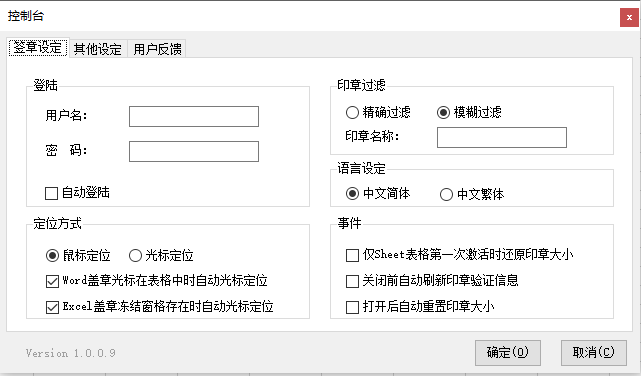 控制台
签章设定 其他设定 用户反馈
登陆
用户名:
密 码:
自动登陆
印章过滤
精确过滤 模糊过滤
印章名称:
语言设定
中文简体 中文繁体
定位方式
鼠标定位 光标定位
Word盖章光标在表格中时自动光标定位
Excel盖章冻结窗格存在时自动光标定位
事件
仅Sheet表格第一次激活时还原印章大小
关闭前自动刷新印章验证信息
打开后自动重置印章大小
Version 1.0.0.9
确定(O) 取消(C)